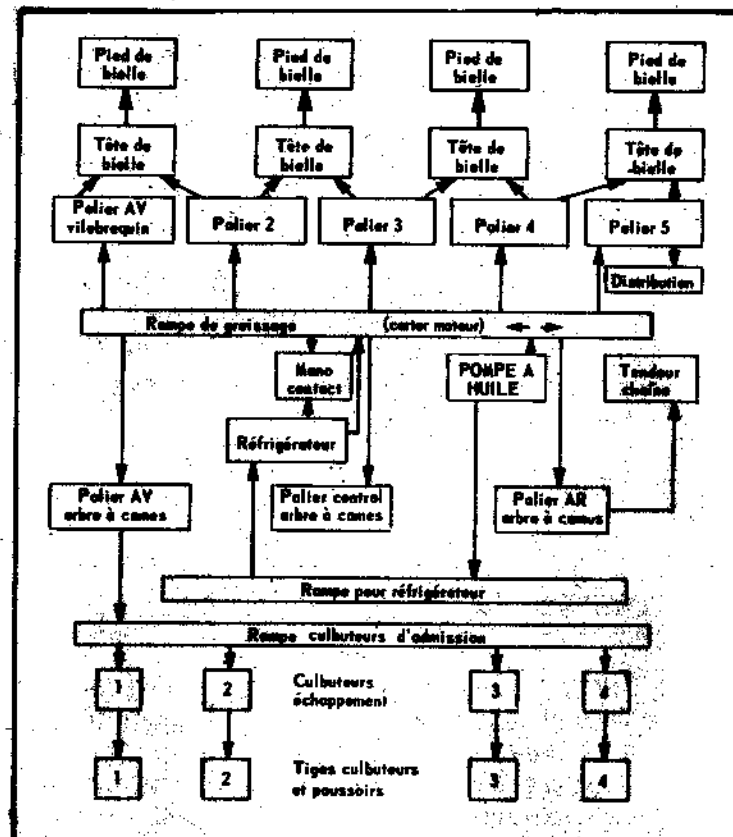 Pied de
bielle
Pied de
bielle
Pied de
bielle
Pied de
bielle
Tête de
bielle
Tête de
bielle
Tête de
bielle
Tête de
bielle
Palier AV
vilebrequin
Palier 2
Palier 3
Palier 4
Palier 5
Distribution
Rampe de graissage (carter moteur)
Mano
contact
POMPE A
HUILE
Tendeur
chaîne
Réfrigérateur
Palier AV
arbre à cames
Palier control
arbre à cames
Palier AR
arbre à cames
Rampe pour réfrigérateur
Rampe culbuteurs d'admission
1
2
Culbuteurs
échappement
3
4
1
2
Tiges culbuteurs
et poussoirs
3
4